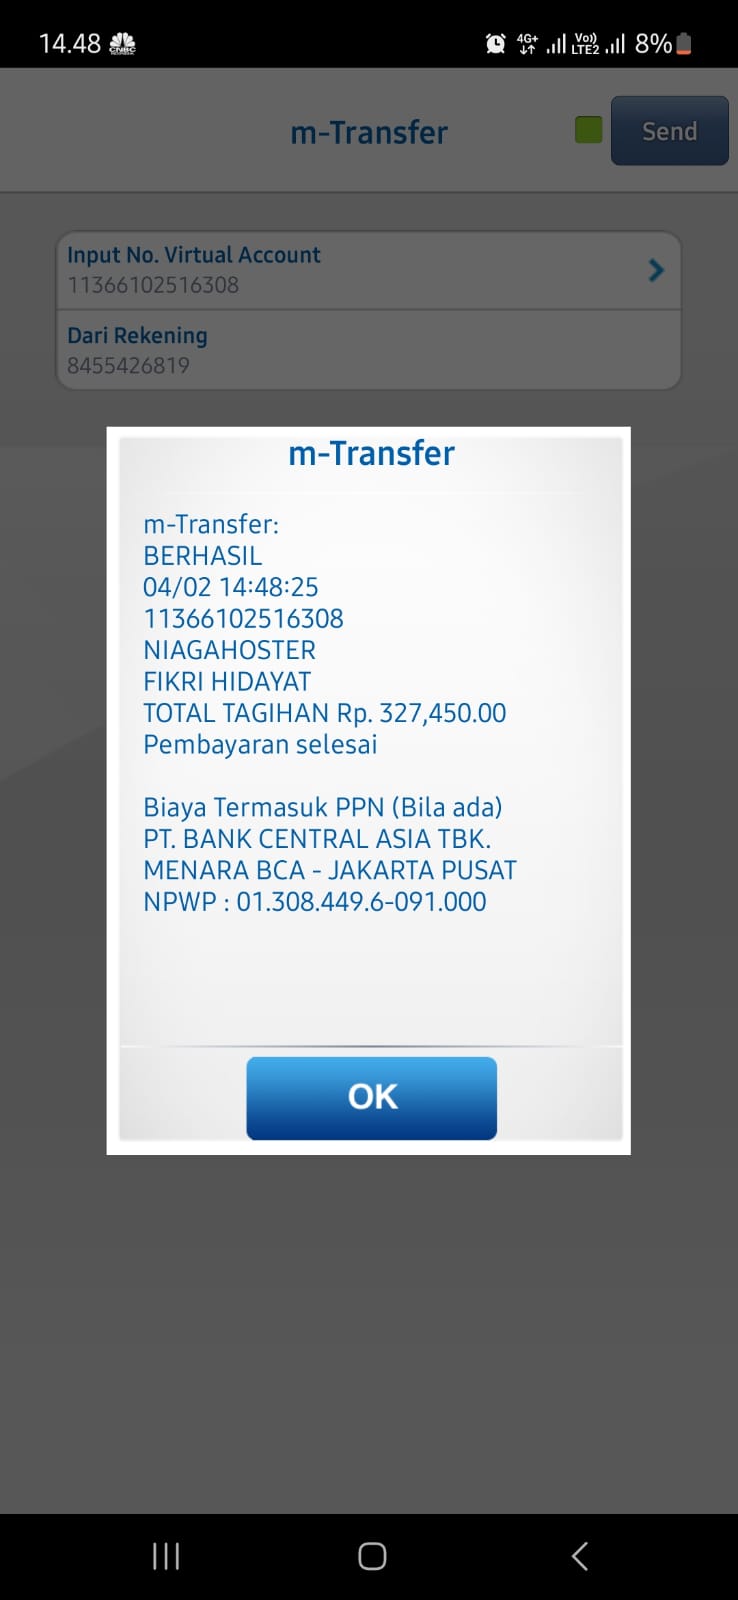 14.48 CNBC 4G+ Vo)) LTE2 8%
m-Transfer
Send
Input No. Virtual Account
11366102516308
Dari Rekening
8455426819
m-Transfer
m-Transfer:
BERHASIL
04/02 14:48:25
11366102516308
NIAGAHOSTER
FIKRI HIDAYAT
TOTAL TAGIHAN Rp. 327,450.00
Pembayaran selesai
Biaya Termasuk PPN (Bila ada)
PT. BANK CENTRAL ASIA TBK.
MENARA BCA - JAKARTA PUSAT
NPWP : 01.308.449.6-091.000
OK